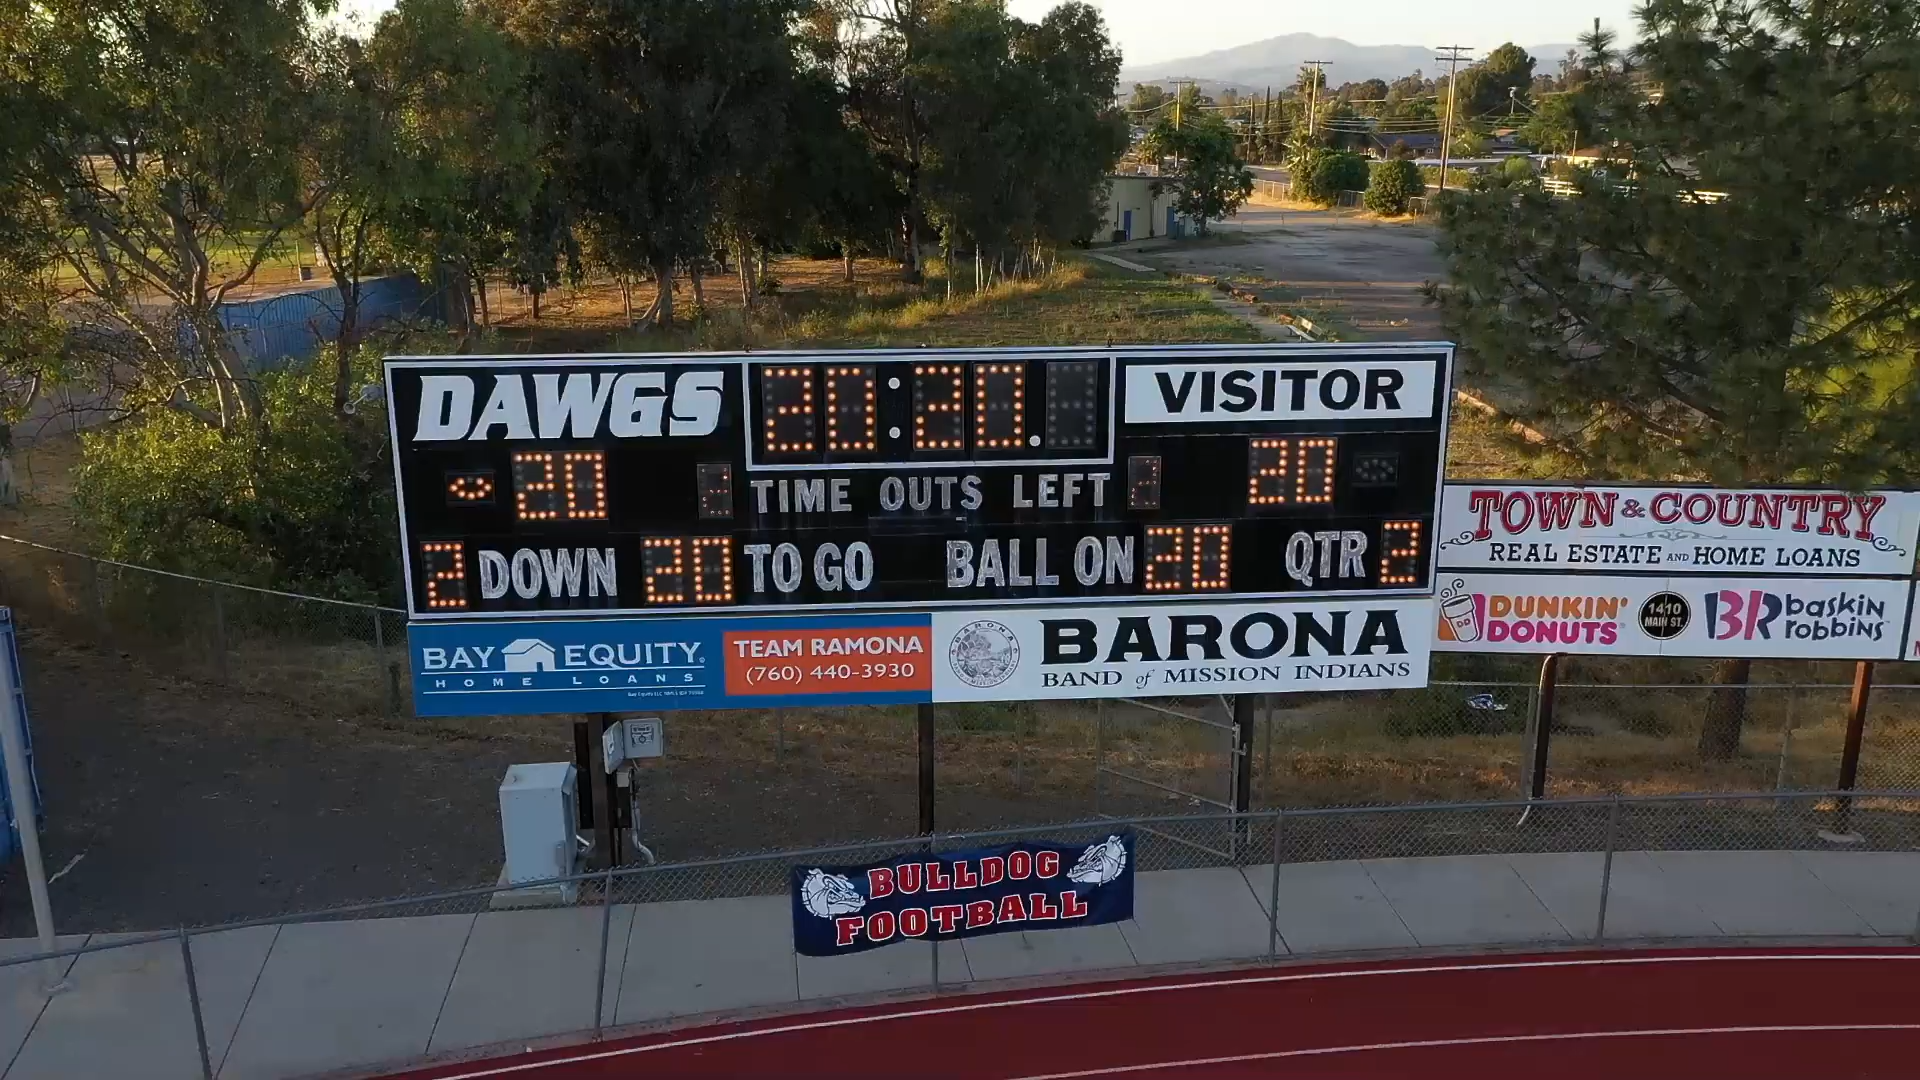 DAWGS 20:20. VISITOR
20 2 TIME OUTS LEFT 2 20
2 DOWN 20 TO GO BALL ON 20 QTR 2
BAY EQUITY
HOME LOANS
TEAM RAMONA
(760) 440-3930
BARONA
BAND of MISSION INDIANS
TOWN & COUNTRY
REAL ESTATE AND HOME LOANS
DUNKIN'
DONUTS
DD
1410
MAIN ST.
BR baskin
robbins
BULLDOG
FOOTBALL